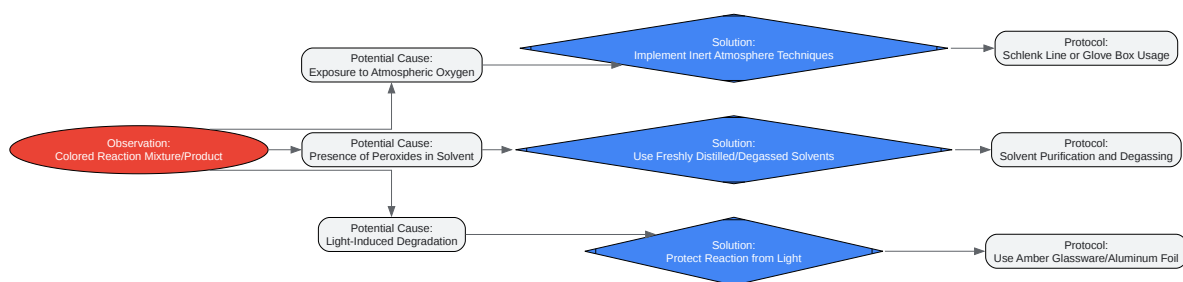 Observation:
Colored Reaction Mixture/Product
Potential Cause:
Exposure to Atmospheric Oxygen
Solution:
Implement Inert Atmosphere Techniques
Protocol:
Schlenk Line or Glove Box Usage
Potential Cause:
Presence of Peroxides in Solvent
Solution:
Use Freshly Distilled/Degassed Solvents
Protocol:
Solvent Purification and Degassing
Potential Cause:
Light-Induced Degradation
Solution:
Protect Reaction from Light
Protocol:
Use Amber Glassware/Aluminum Foil